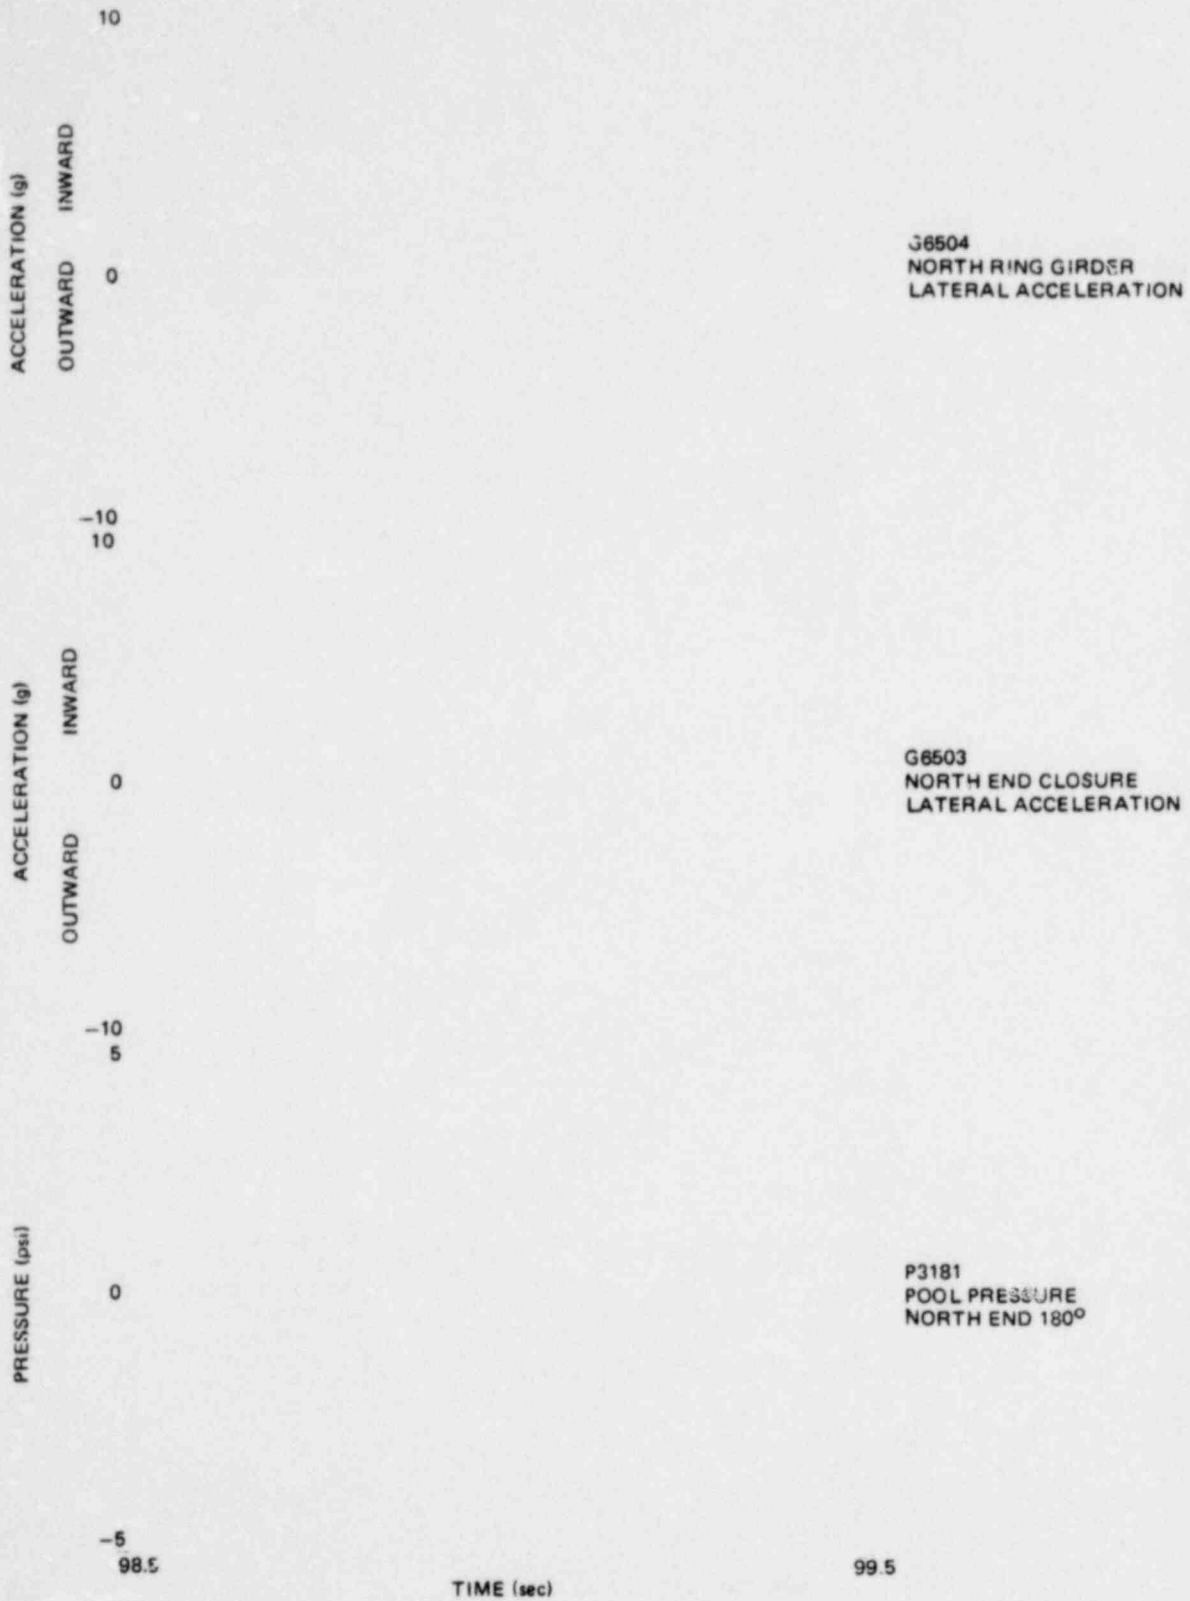 10
ACCELERATION (g)
INWARD
OUTWARD
0
G6504
NORTH RING GIRDER
LATERAL ACCELERATION
−10
10
ACCELERATION (g)
INWARD
OUTWARD
0
G6503
NORTH END CLOSURE
LATERAL ACCELERATION
−10
5
PRESSURE (psi)
0
P3181
POOL PRESSURE
NORTH END 180°
−5
98.5
99.5
TIME (sec)